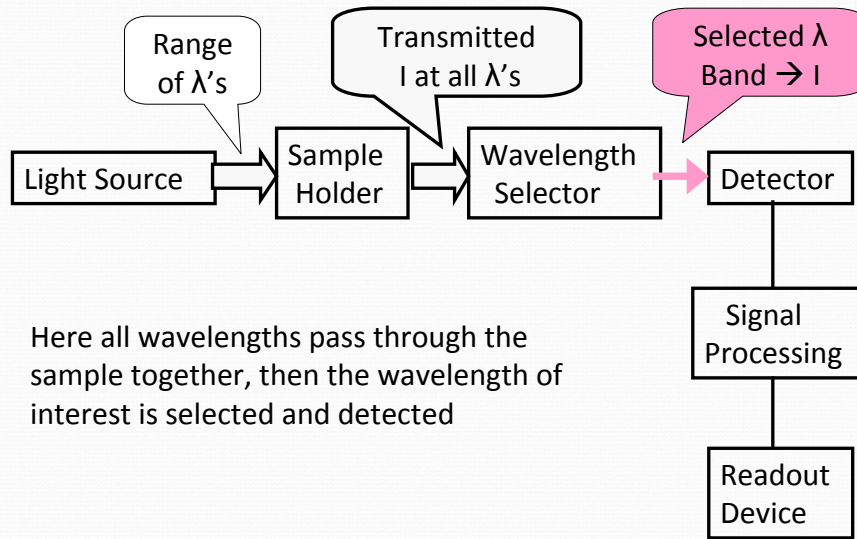 Range
of λ's
Transmitted
I at all λ's
Selected λ
Band → I
Light Source
Sample
Holder
Wavelength
Selector
Detector
Signal
Processing
Readout
Device
Here all wavelengths pass through the
sample together, then the wavelength of
interest is selected and detected